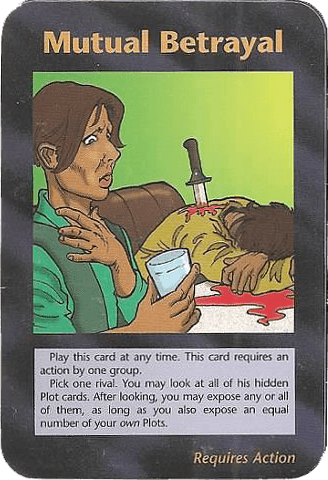 Mutual Betrayal
Play this card at any time. This card requires an
action by one group.
Pick one rival. You may look at all of his hidden
Plot cards. After looking, you may expose any or all
of them, as long as you also expose an equal
number of your own Plots.
Requires Action